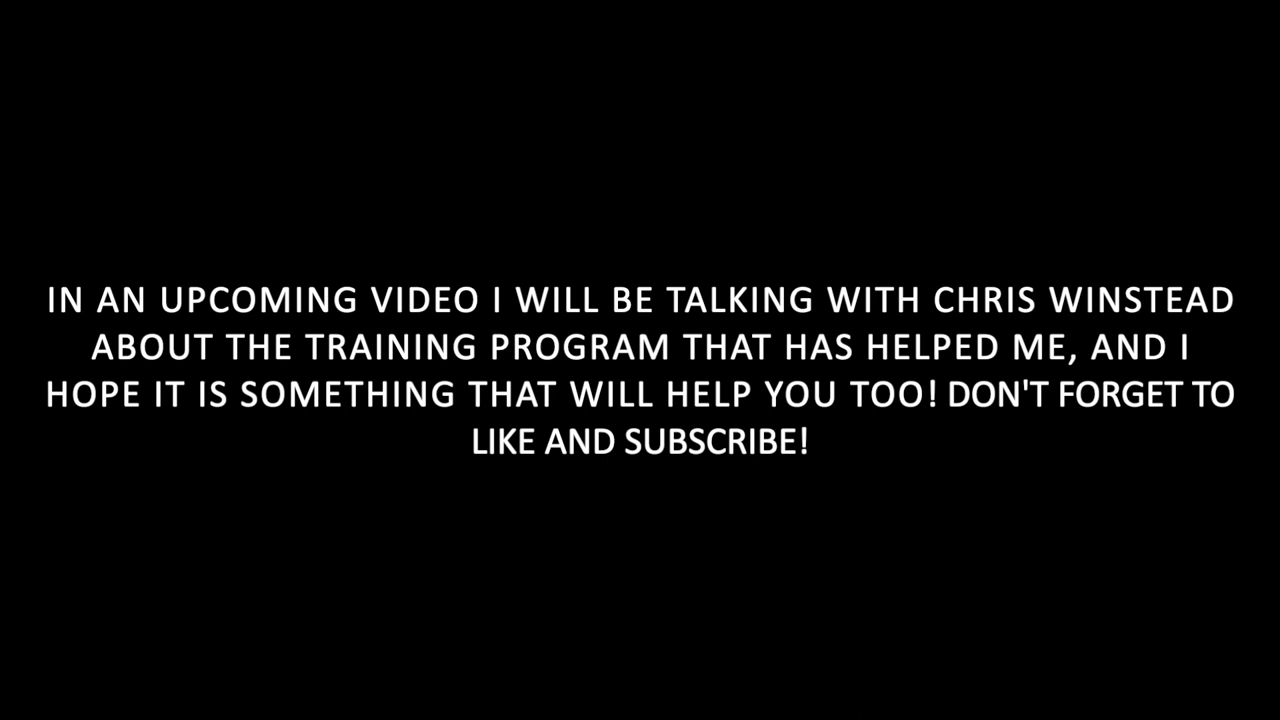 IN AN UPCOMING VIDEO I WILL BE TALKING WITH CHRIS WINSTEAD
ABOUT THE TRAINING PROGRAM THAT HAS HELPED ME, AND I
HOPE IT IS SOMETHING THAT WILL HELP YOU TOO! DON'T FORGET TO
LIKE AND SUBSCRIBE!